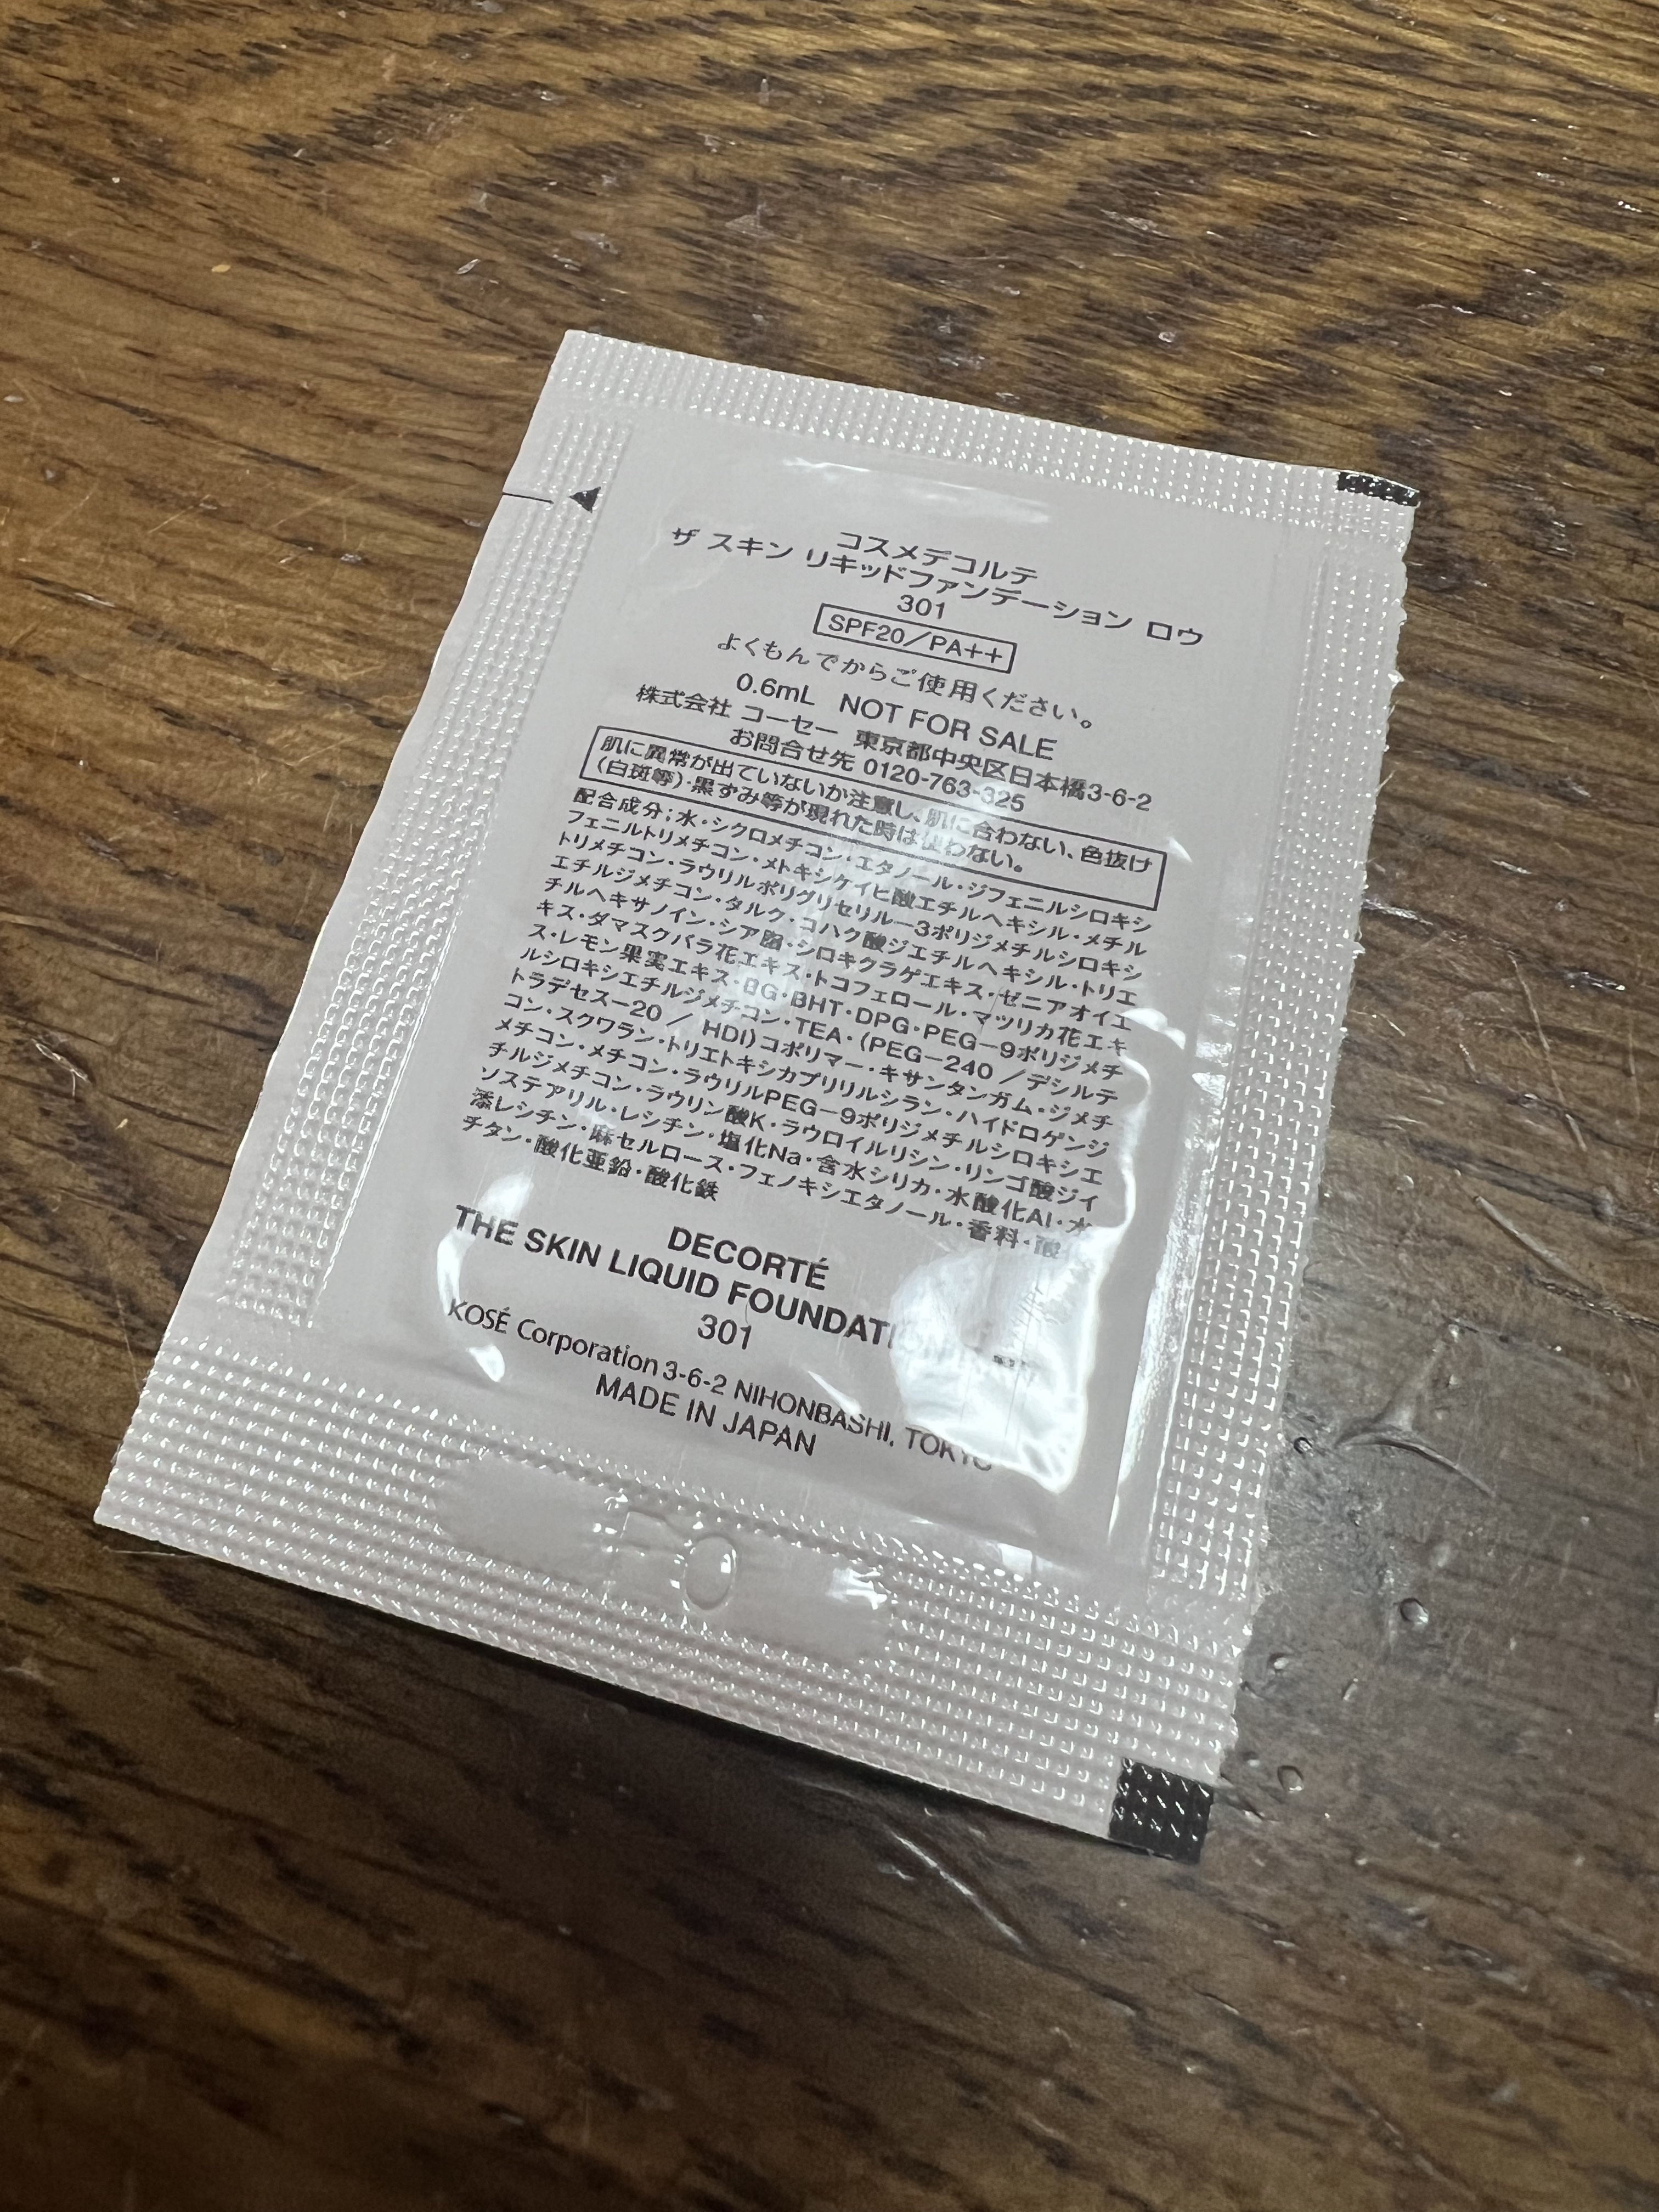 コスメデコルテ
ザ スキン リキッドファンデーション ロウ
301
SPF20／PA++
よくもんでからご使用ください。
0.6mL NOT FOR SALE
株式会社 コーセー 東京都中央区日本橋3-6-2
お問合せ先 0120-763-325
肌に異常が出ていないか注意し、肌に合わない、色抜け
(白斑等)・黒ずみ等が現れた時は使わない。
配合成分；水・シクロメチコン・エタノール・ジフェニルシロキシ
フェニルトリメチコン・メトキシケイヒ酸エチルヘキシル・メチル
トリメチコン・ラウリルポリグリセリル－3ポリジメチルシロキシ
エチルジメチコン・タルク・コハク酸ジエチルヘキシル・トリエ
チルヘキサノイン・シア脂・シロキクラゲエキス・ゼニアオイエ
キス・ダマスクバラ花エキス・トコフェロール・マツリカ花エキ
ス・レモン果実エキス・BG・BHT・DPG・PEG－9ポリジメチ
ルシロキシエチルジメチコン・TEA・(PEG－240／デシルテ
トラデセス－20／HDI)コポリマー・キサンタンガム・ジメチ
コン・スクワラン・トリエトキシカプリリルシラン・ハイドロゲンジ
メチコン・メチコン・ラウリルPEG－9ポリジメチルシロキシエ
チルジメチコン・ラウリン酸K・ラウロイルリシン・リンゴ酸ジイ
ソステアリル・レシチン・塩化Na・含水シリカ・水酸化Al・水
添レシチン・麻セルロース・フェノキシエタノール・香料・酸化
チタン・酸化亜鉛・酸化鉄
DECORTÉ
THE SKIN LIQUID FOUNDATION
301
KOSÉ Corporation 3-6-2 NIHONBASHI, TOKYO
MADE IN JAPAN